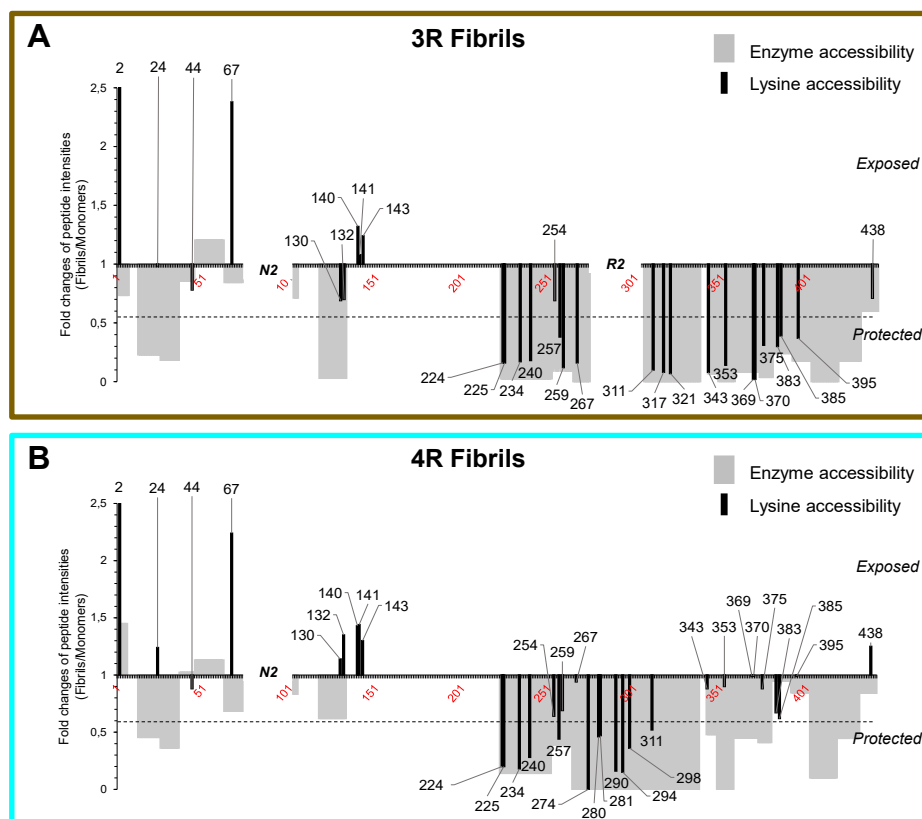 A
3R Fibrils
Enzyme accessibility
Lysine accessibility
2 24 44 67
2,5
2
1,5
1
0,5
0
Fold changes of peptide intensities
(Fibrils/Monomers)
Exposed
Protected
140 141 143
130 132
254
438
1 51 N2 10 151 201 251 R2 301 351 401
224 225 234 240 257 259 267
311 317 321 343 353 369 370 375 383 385 395
B
4R Fibrils
Enzyme accessibility
Lysine accessibility
2 24 44 67
2,5
2
1,5
1
0,5
0
Fold changes of peptide intensities
(Fibrils/Monomers)
Exposed
Protected
140 141 143
130 132
254 259 267
343 353 369 370 375 383 385 395
438
1 51 N2 101 151 201 251 301 351 401
224 225 234 240 257 274 280 281 290 294 298 311